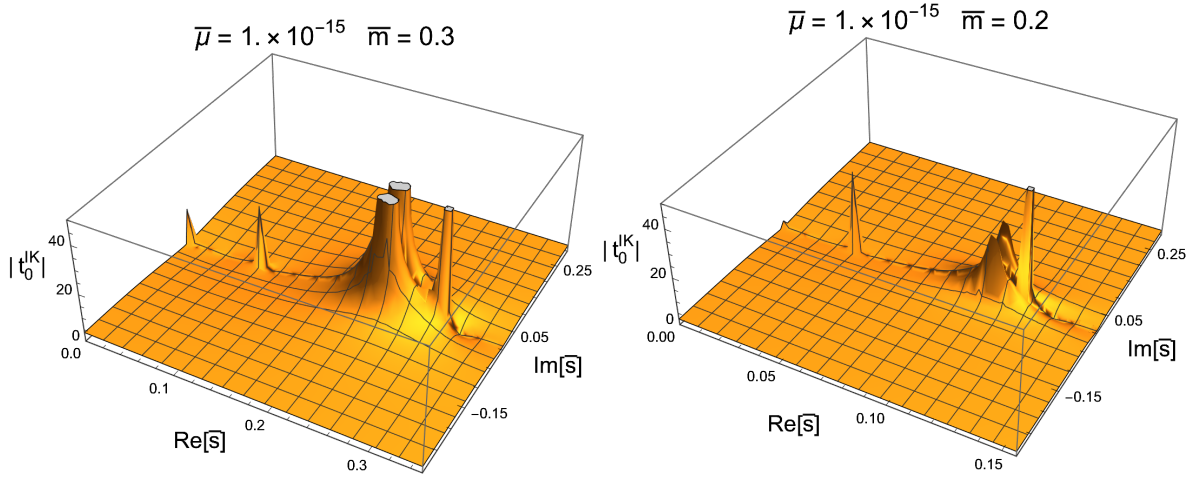 μ̅ = 1. × 10⁻¹⁵ m̅ = 0.3
40
|t₀ᴵᴷ|
20
0
0.0
0.1
0.2
0.3
Re[s̅]
0.25
0.05
Im[s̅]
−0.15
μ̅ = 1. × 10⁻¹⁵ m̅ = 0.2
40
|t₀ᴵᴷ|
20
0
0.00
0.05
0.10
0.15
Re[s̅]
0.25
0.05
Im[s̅]
−0.15